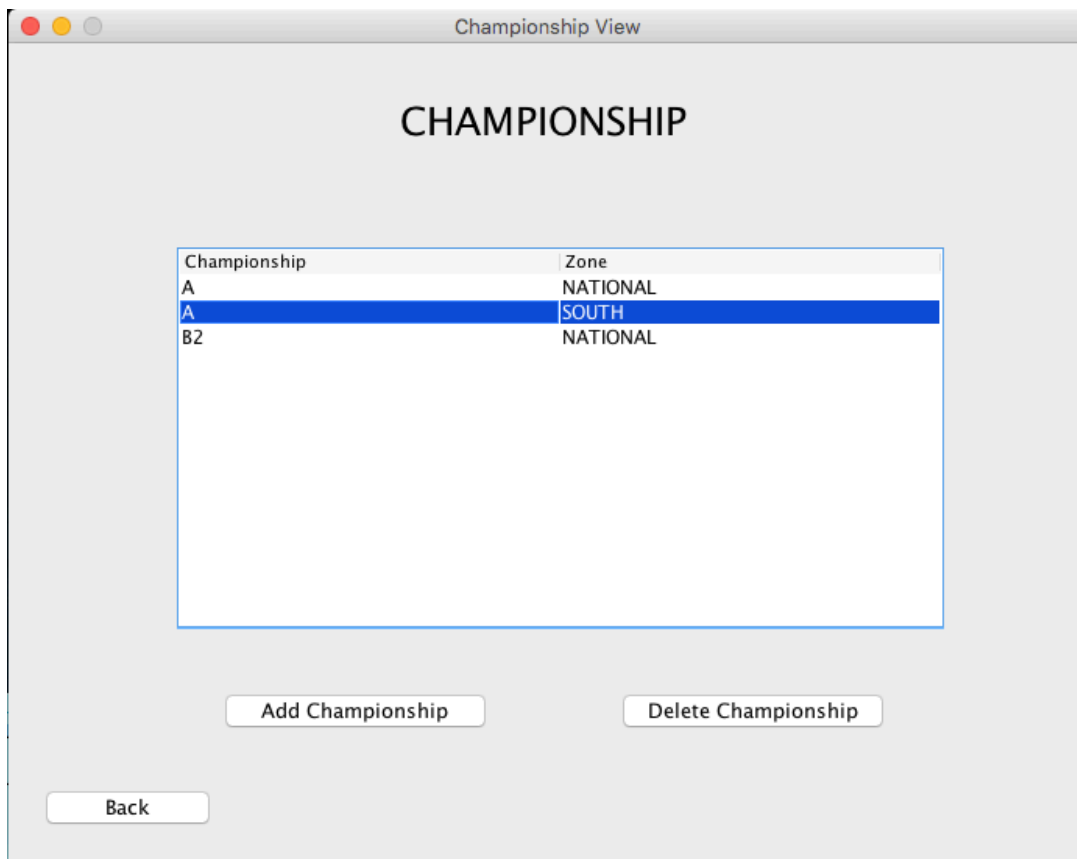 Championship View
CHAMPIONSHIP
Championship Zone
A NATIONAL
A SOUTH
B2 NATIONAL
Add Championship Delete Championship
Back